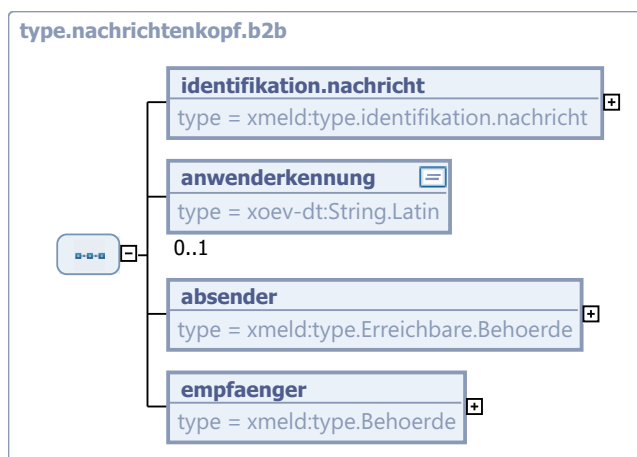 type.nachrichtenkopf.b2b
identifikation.nachricht
type = xmeld:type.identifikation.nachricht
anwenderkennung
type = xoev-dt:String.Latin
0..1
absender
type = xmeld:type.Erreichbare.Behoerde
empfaenger
type = xmeld:type.Behoerde